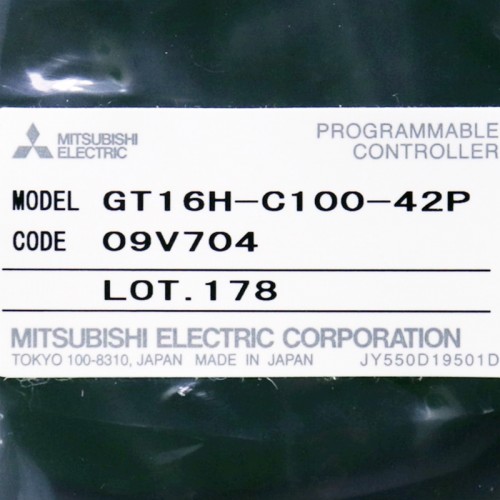 MITSUBISHI
ELECTRIC
PROGRAMMABLE
CONTROLLER
MODEL GT16H-C100-42P
CODE 09V704
LOT.178
MITSUBISHI ELECTRIC CORPORATION
TOKYO 100-8310, JAPAN MADE IN JAPAN JY550D19501D